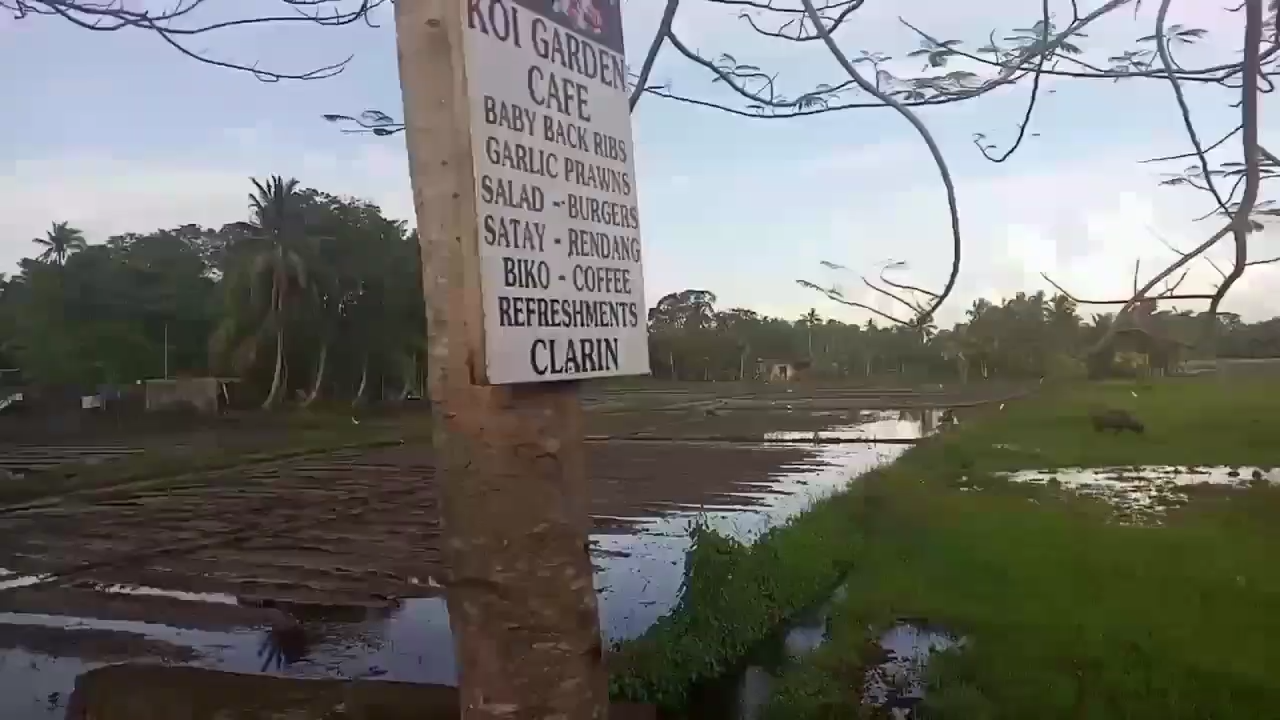 KOI GARDEN
CAFE
BABY BACK RIBS
GARLIC PRAWNS
SALAD - BURGERS
SATAY - RENDANG
BIKO - COFFEE
REFRESHMENTS
CLARIN